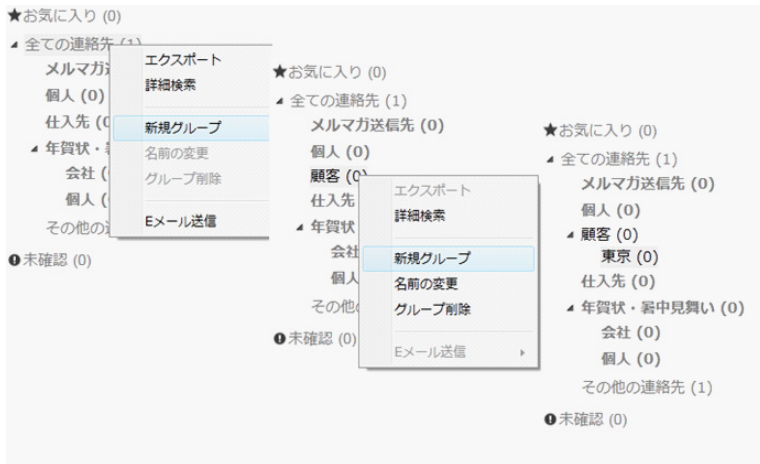 ★お気に入り (0)
全ての連絡先 (1)
メルマガ
個人 (0)
仕入先 (0
年賀状・
会社 (
個人 (
その他の
未確認 (0)
エクスポート
詳細検索
新規グループ
名前の変更
グループ削除
Eメール送信
★お気に入り (0)
全ての連絡先 (1)
メルマガ送信先 (0)
個人 (0)
顧客 (0)
仕入先
年賀状
会社
個人
その他
未確認 (0)
エクスポート
詳細検索
新規グループ
名前の変更
グループ削除
Eメール送信
★お気に入り (0)
全ての連絡先 (1)
メルマガ送信先 (0)
個人 (0)
顧客 (0)
東京 (0)
仕入先 (0)
年賀状・暑中見舞い (0)
会社 (0)
個人 (0)
その他の連絡先 (1)
未確認 (0)